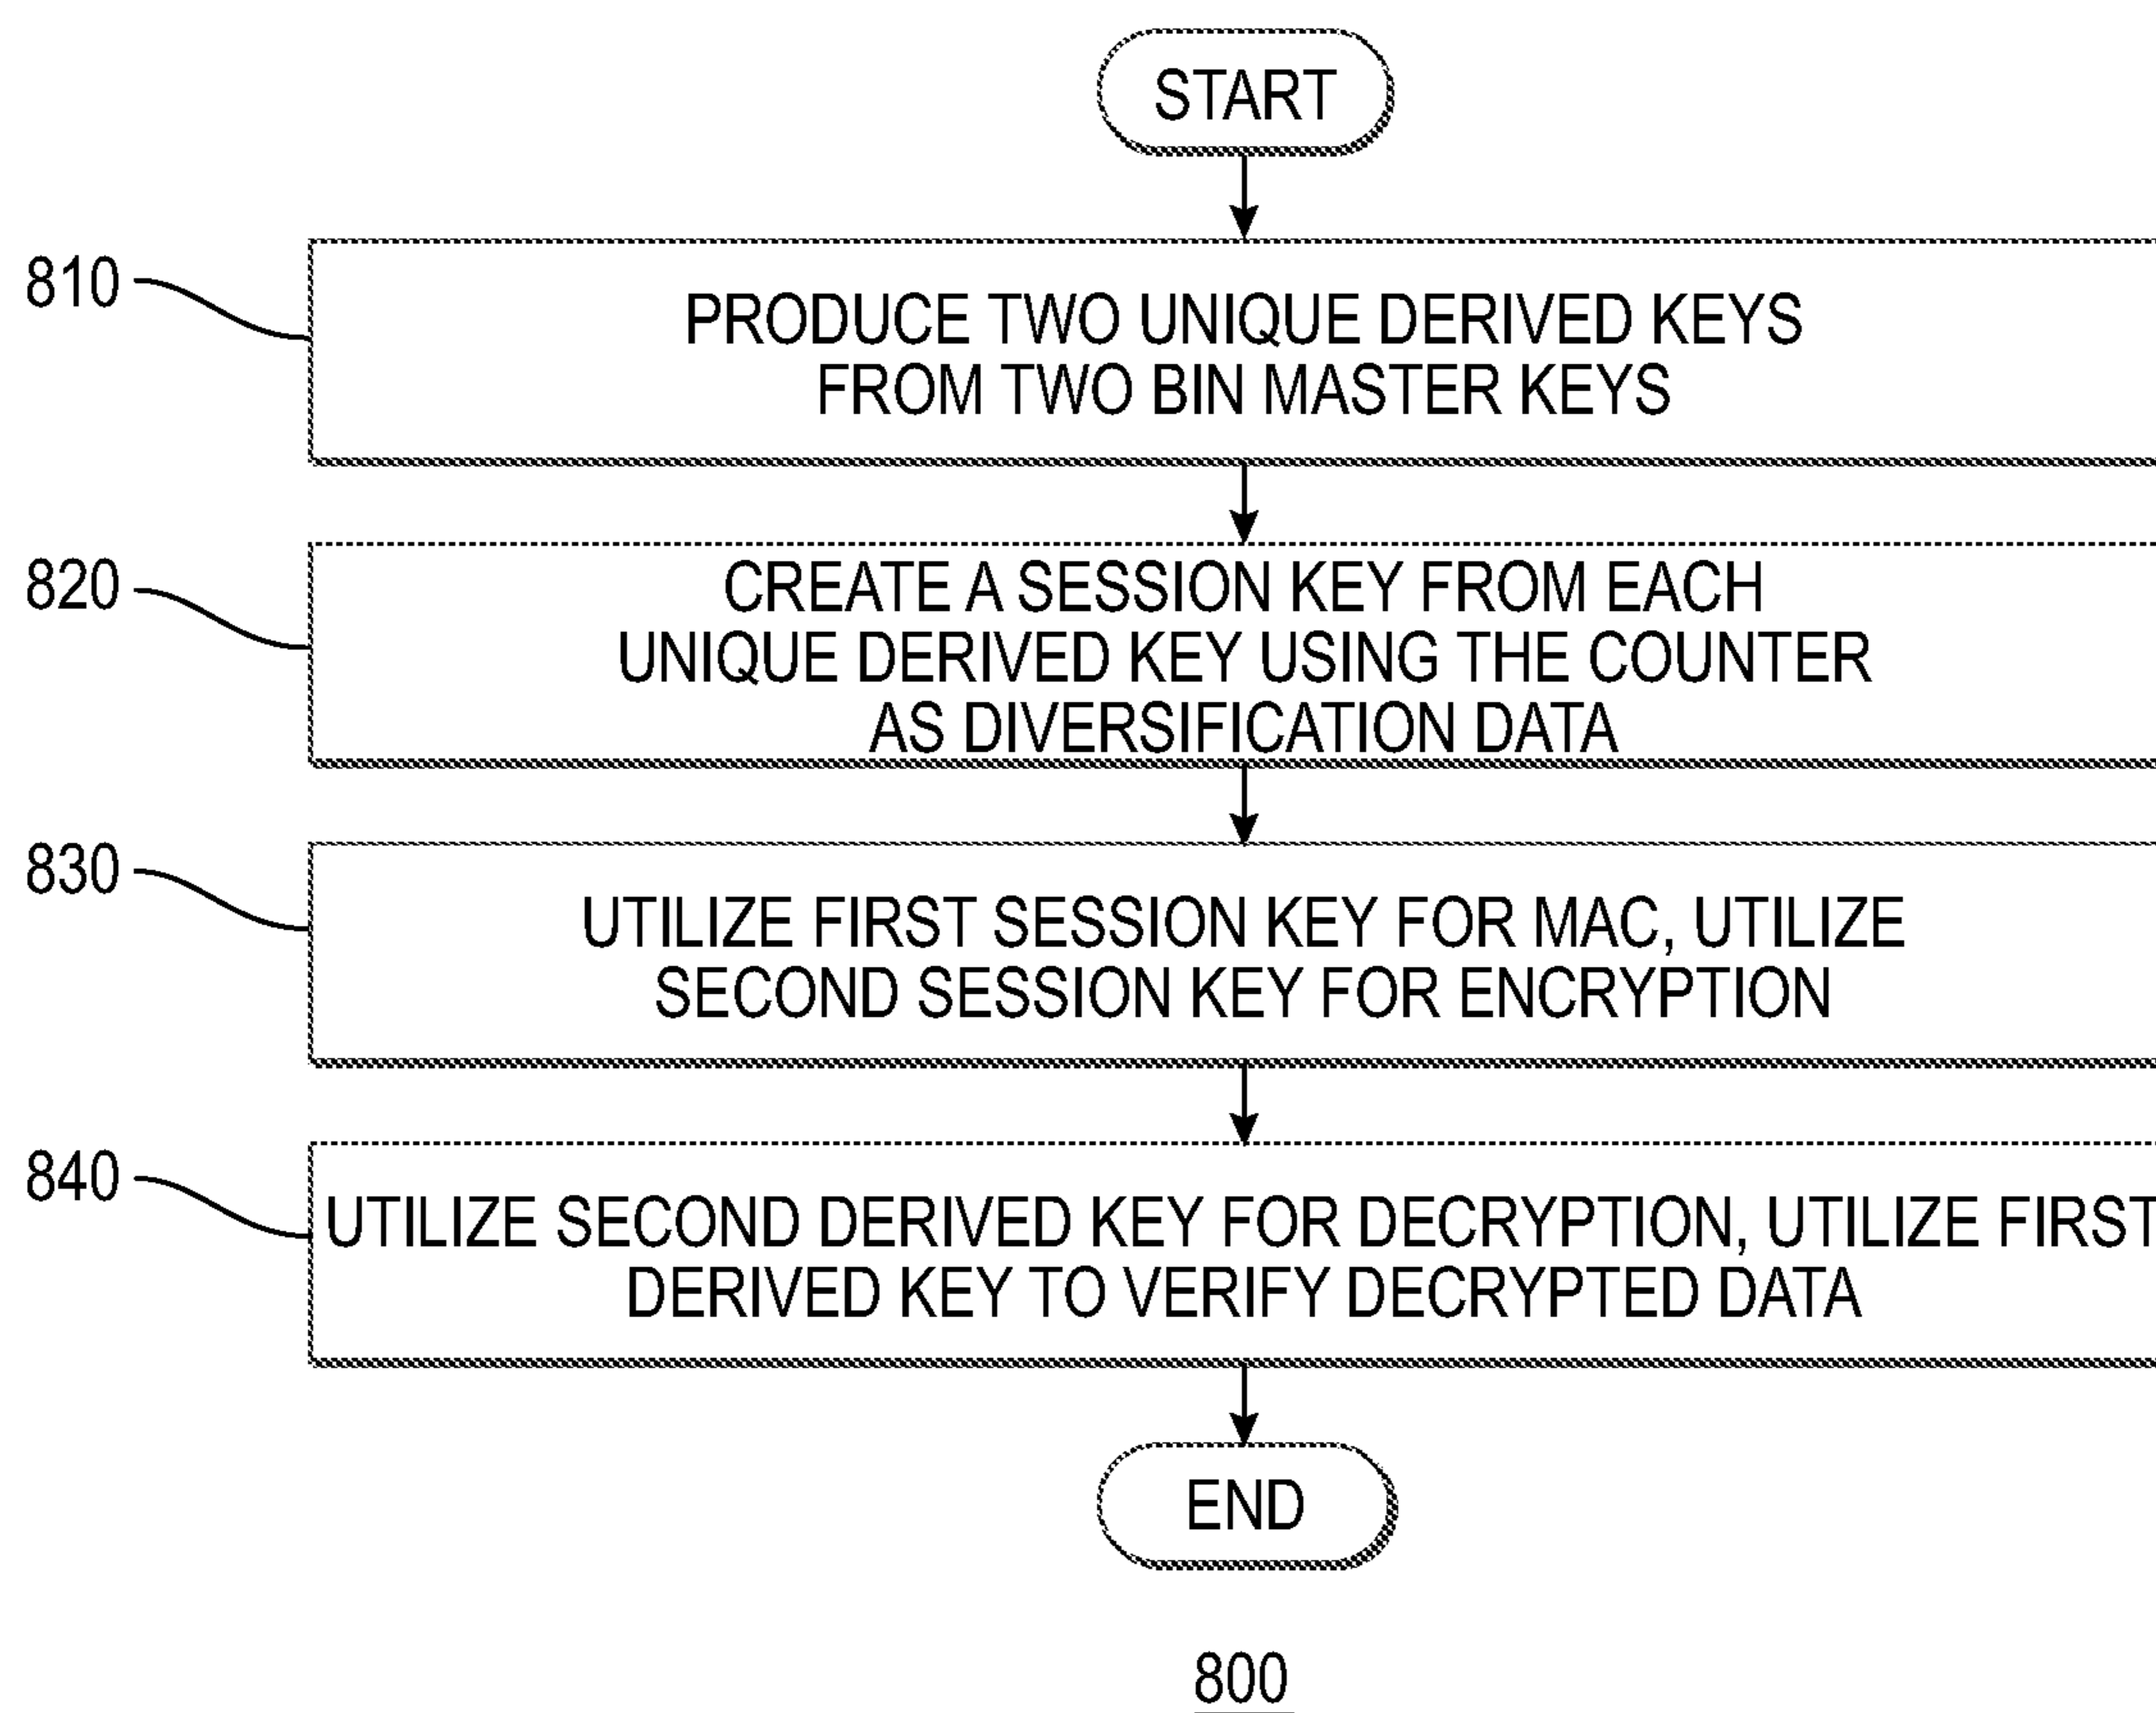 START
810
PRODUCE TWO UNIQUE DERIVED KEYS
FROM TWO BIN MASTER KEYS
820
CREATE A SESSION KEY FROM EACH
UNIQUE DERIVED KEY USING THE COUNTER
AS DIVERSIFICATION DATA
830
UTILIZE FIRST SESSION KEY FOR MAC, UTILIZE
SECOND SESSION KEY FOR ENCRYPTION
840
UTILIZE SECOND DERIVED KEY FOR DECRYPTION, UTILIZE FIRST
DERIVED KEY TO VERIFY DECRYPTED DATA
END
800